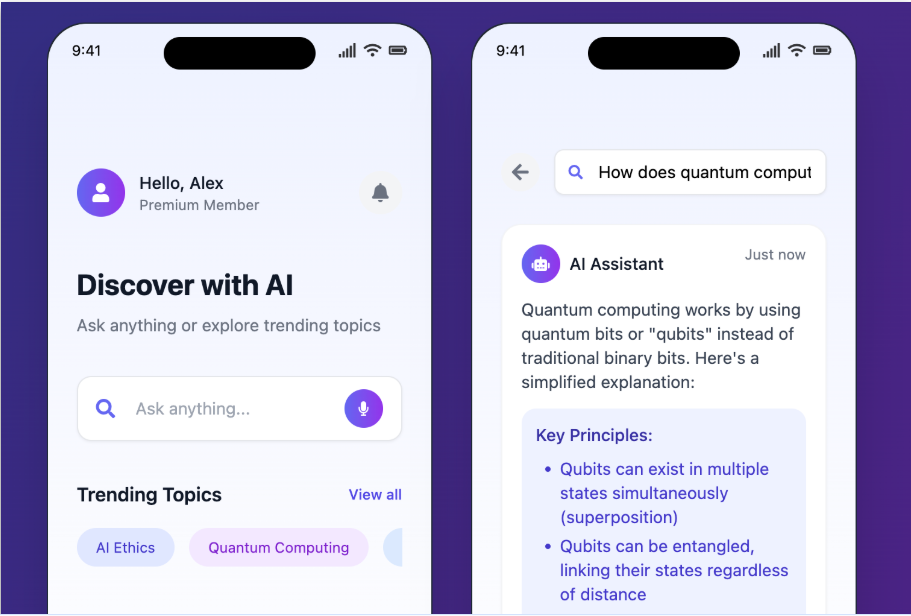 9:41
Hello, Alex
Premium Member
Discover with AI
Ask anything or explore trending topics
Ask anything...
Trending Topics
View all
AI Ethics
Quantum Computing
9:41
How does quantum comput
AI Assistant
Just now
Quantum computing works by using
quantum bits or "qubits" instead of
traditional binary bits. Here's a
simplified explanation:
Key Principles:
• Qubits can exist in multiple
states simultaneously
(superposition)
• Qubits can be entangled,
linking their states regardless
of distance